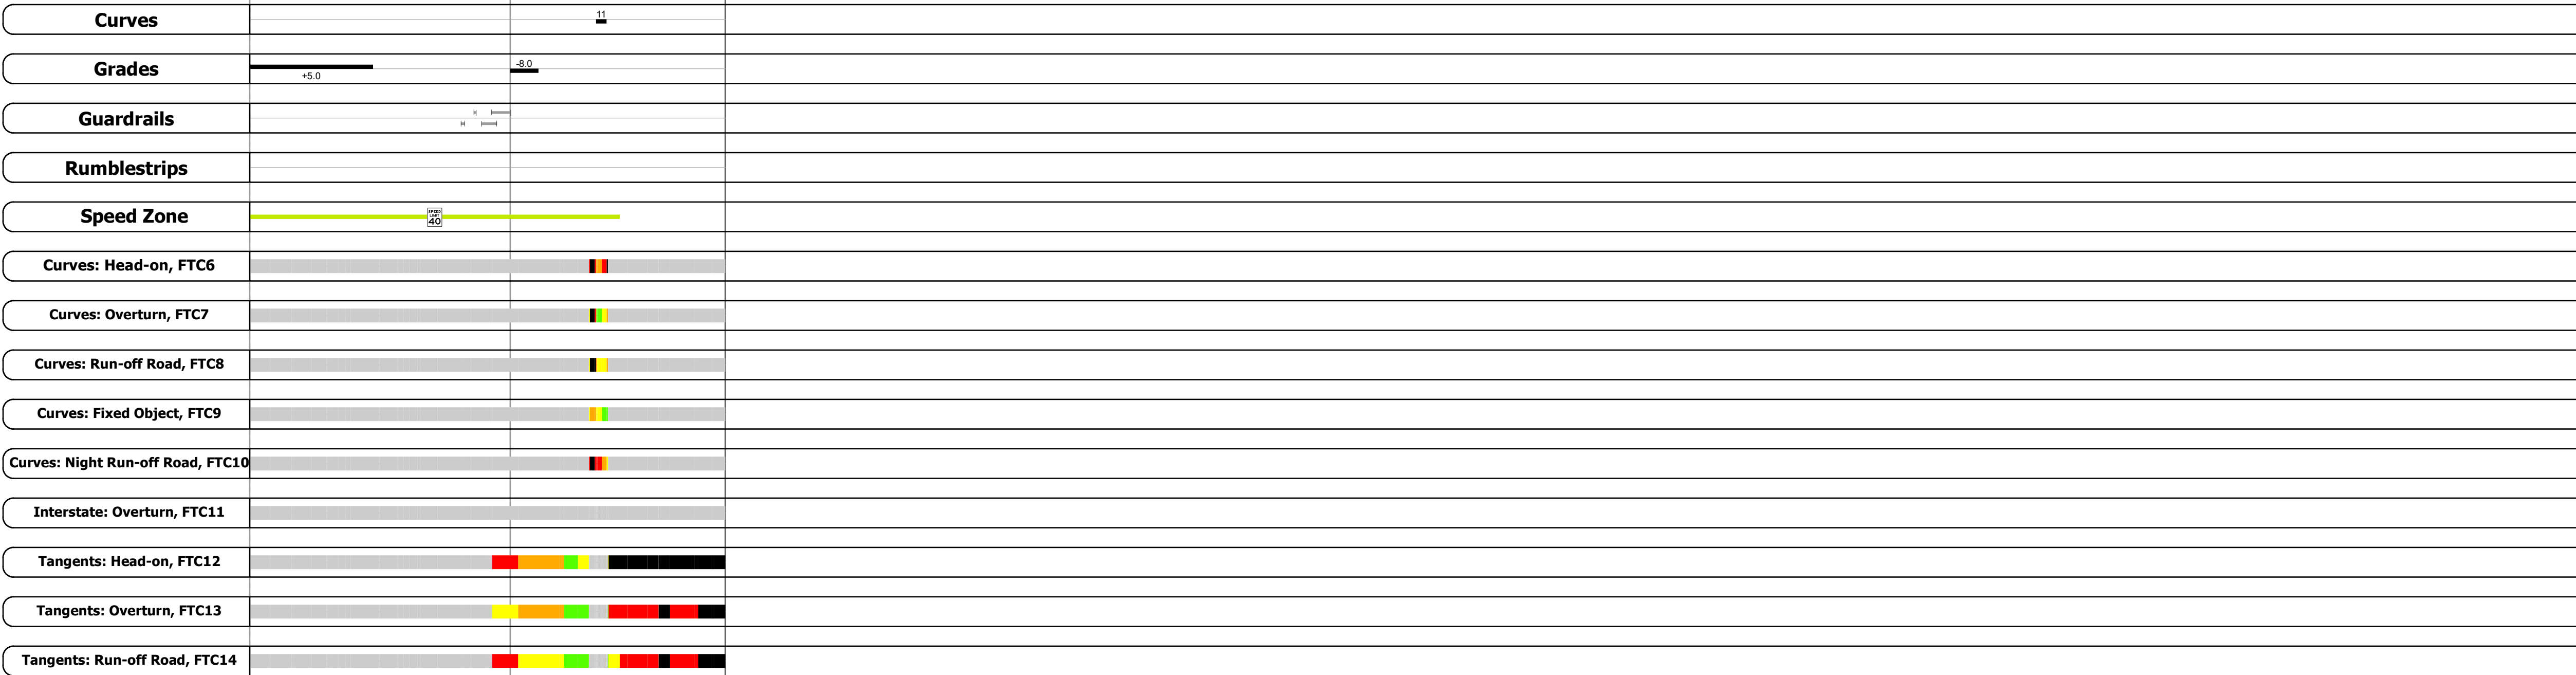 Curves
11
Grades
+5.0
-8.0
Guardrails
Rumblestrips
Speed Zone
SPEED
LIMIT
40
Curves: Head-on, FTC6
Curves: Overturn, FTC7
Curves: Run-off Road, FTC8
Curves: Fixed Object, FTC9
Curves: Night Run-off Road, FTC10
Interstate: Overturn, FTC11
Tangents: Head-on, FTC12
Tangents: Overturn, FTC13
Tangents: Run-off Road, FTC14